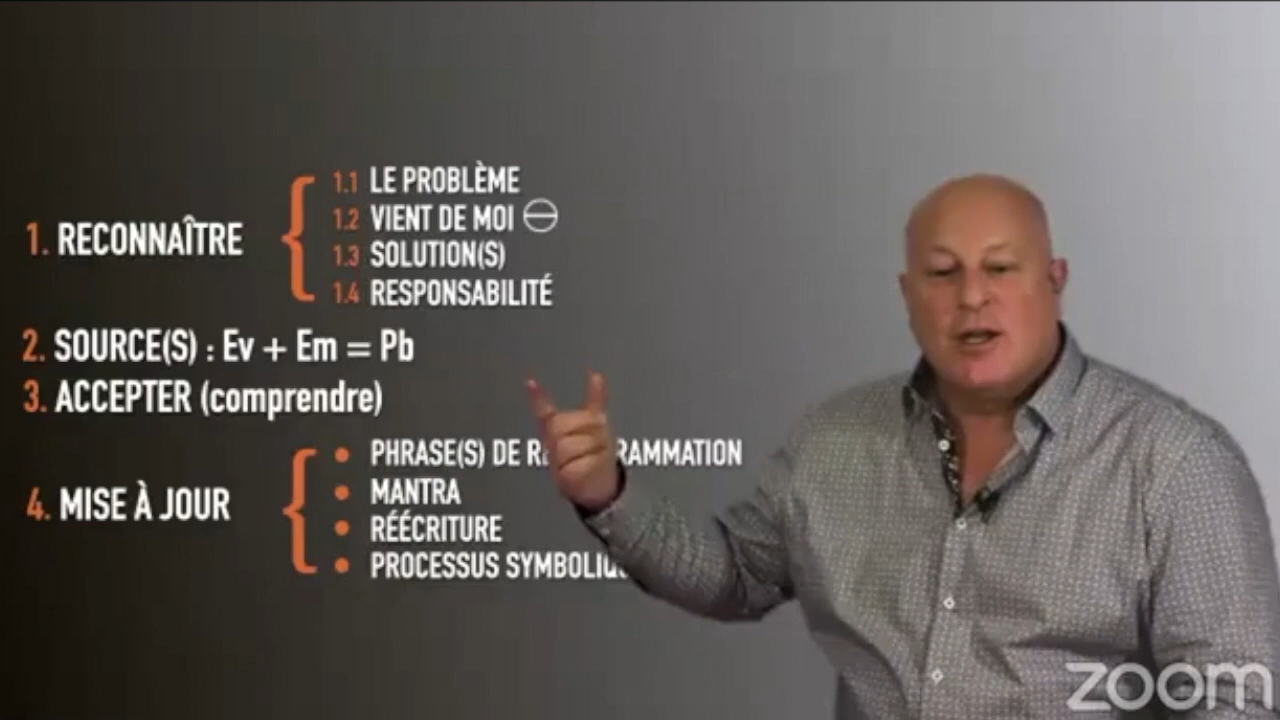 1. RECONNAÎTRE
1.1 LE PROBLÈME
1.2 VIENT DE MOI
1.3 SOLUTION(S)
1.4 RESPONSABILITÉ
2. SOURCE(S) : Ev + Em = Pb
3. ACCEPTER (comprendre)
4. MISE À JOUR
• PHRASE(S) DE
• MANTRA
• RÉÉCRITURE
• PROCESSUS
zoom